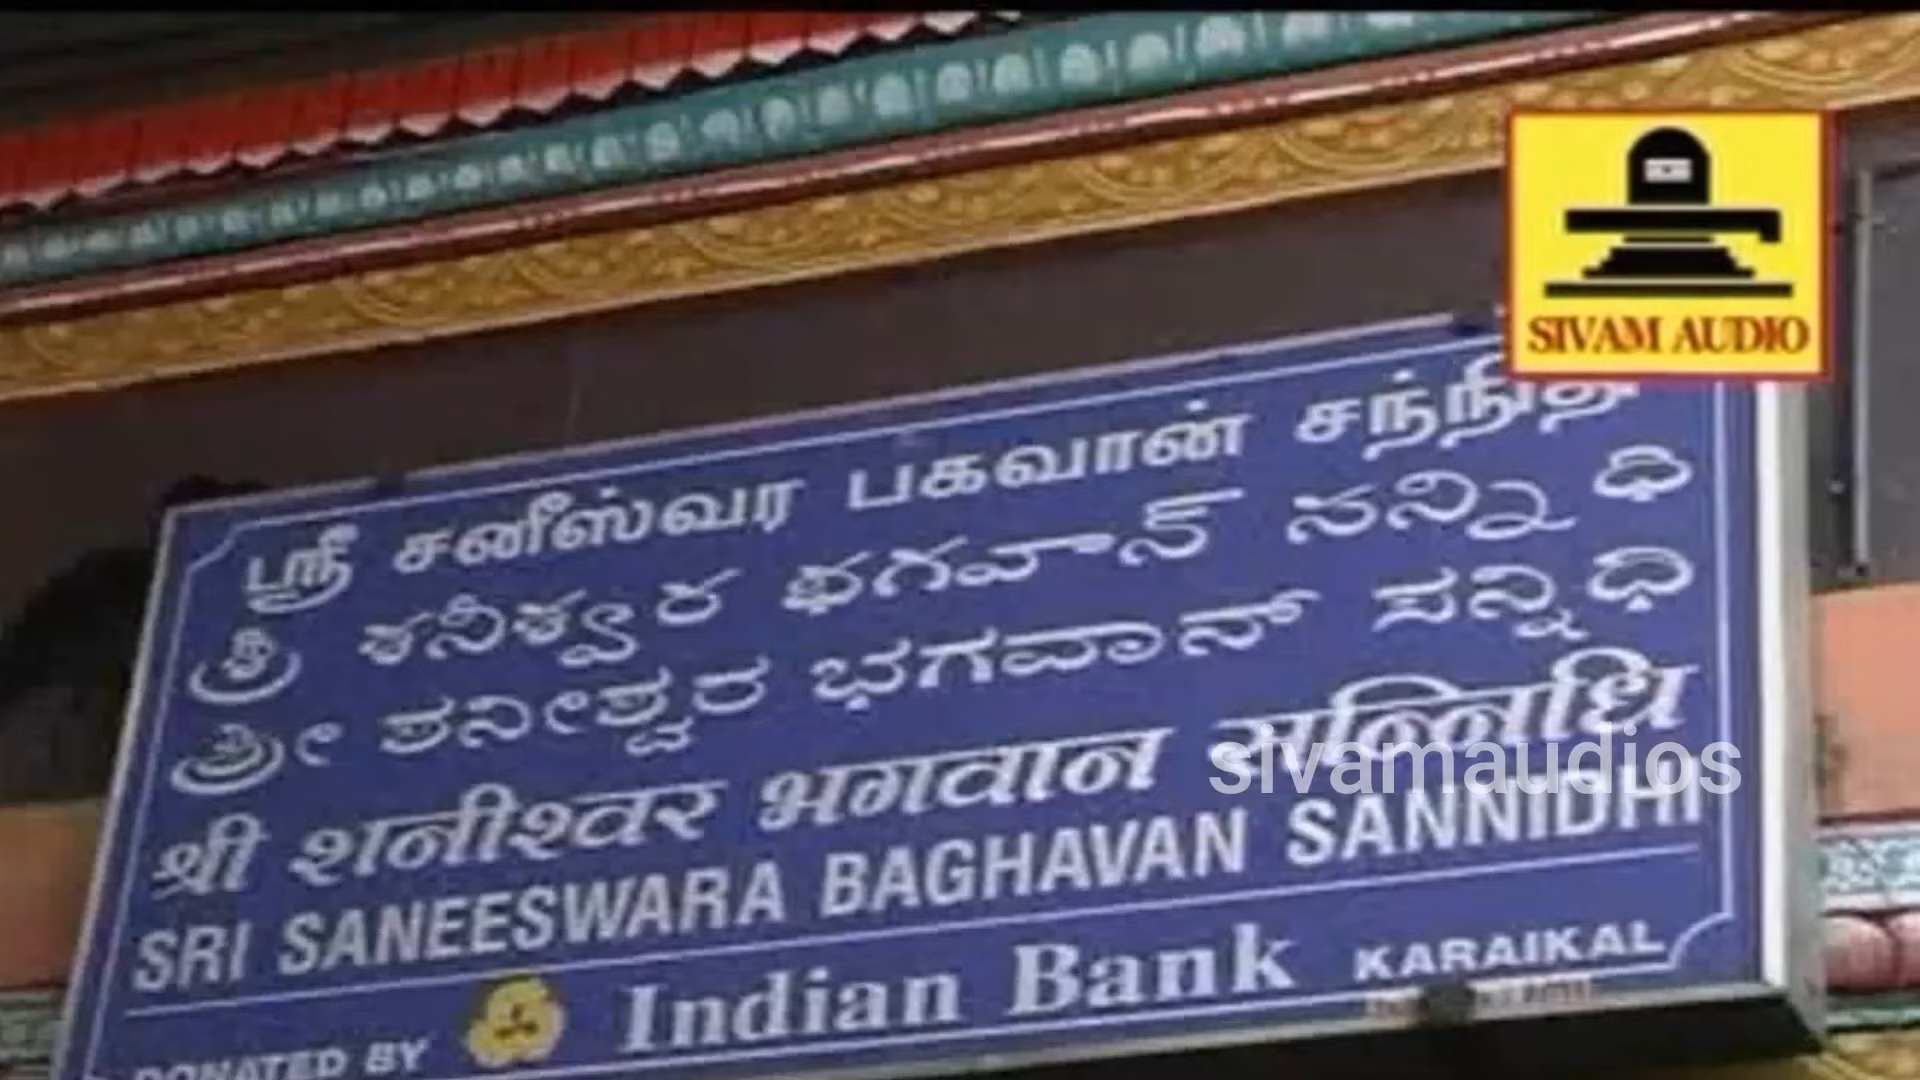 SIVAM AUDIO
ஸ்ரீ சனீஸ்வர பகவான் சந்நிதி
శ్రీ శనీశ్వర భగవాన్ సన్నిధి
ಶ್ರೀ ಶನೀಶ್ವರ ಭಗವಾನ್ ಸನ್ನಿಧಿ
श्री शनीश्वर भगवान सन्निधि
sivamaudios
SRI SANEESWARA BAGHAVAN SANNIDHI
DONATED BY Indian Bank KARAIKAL